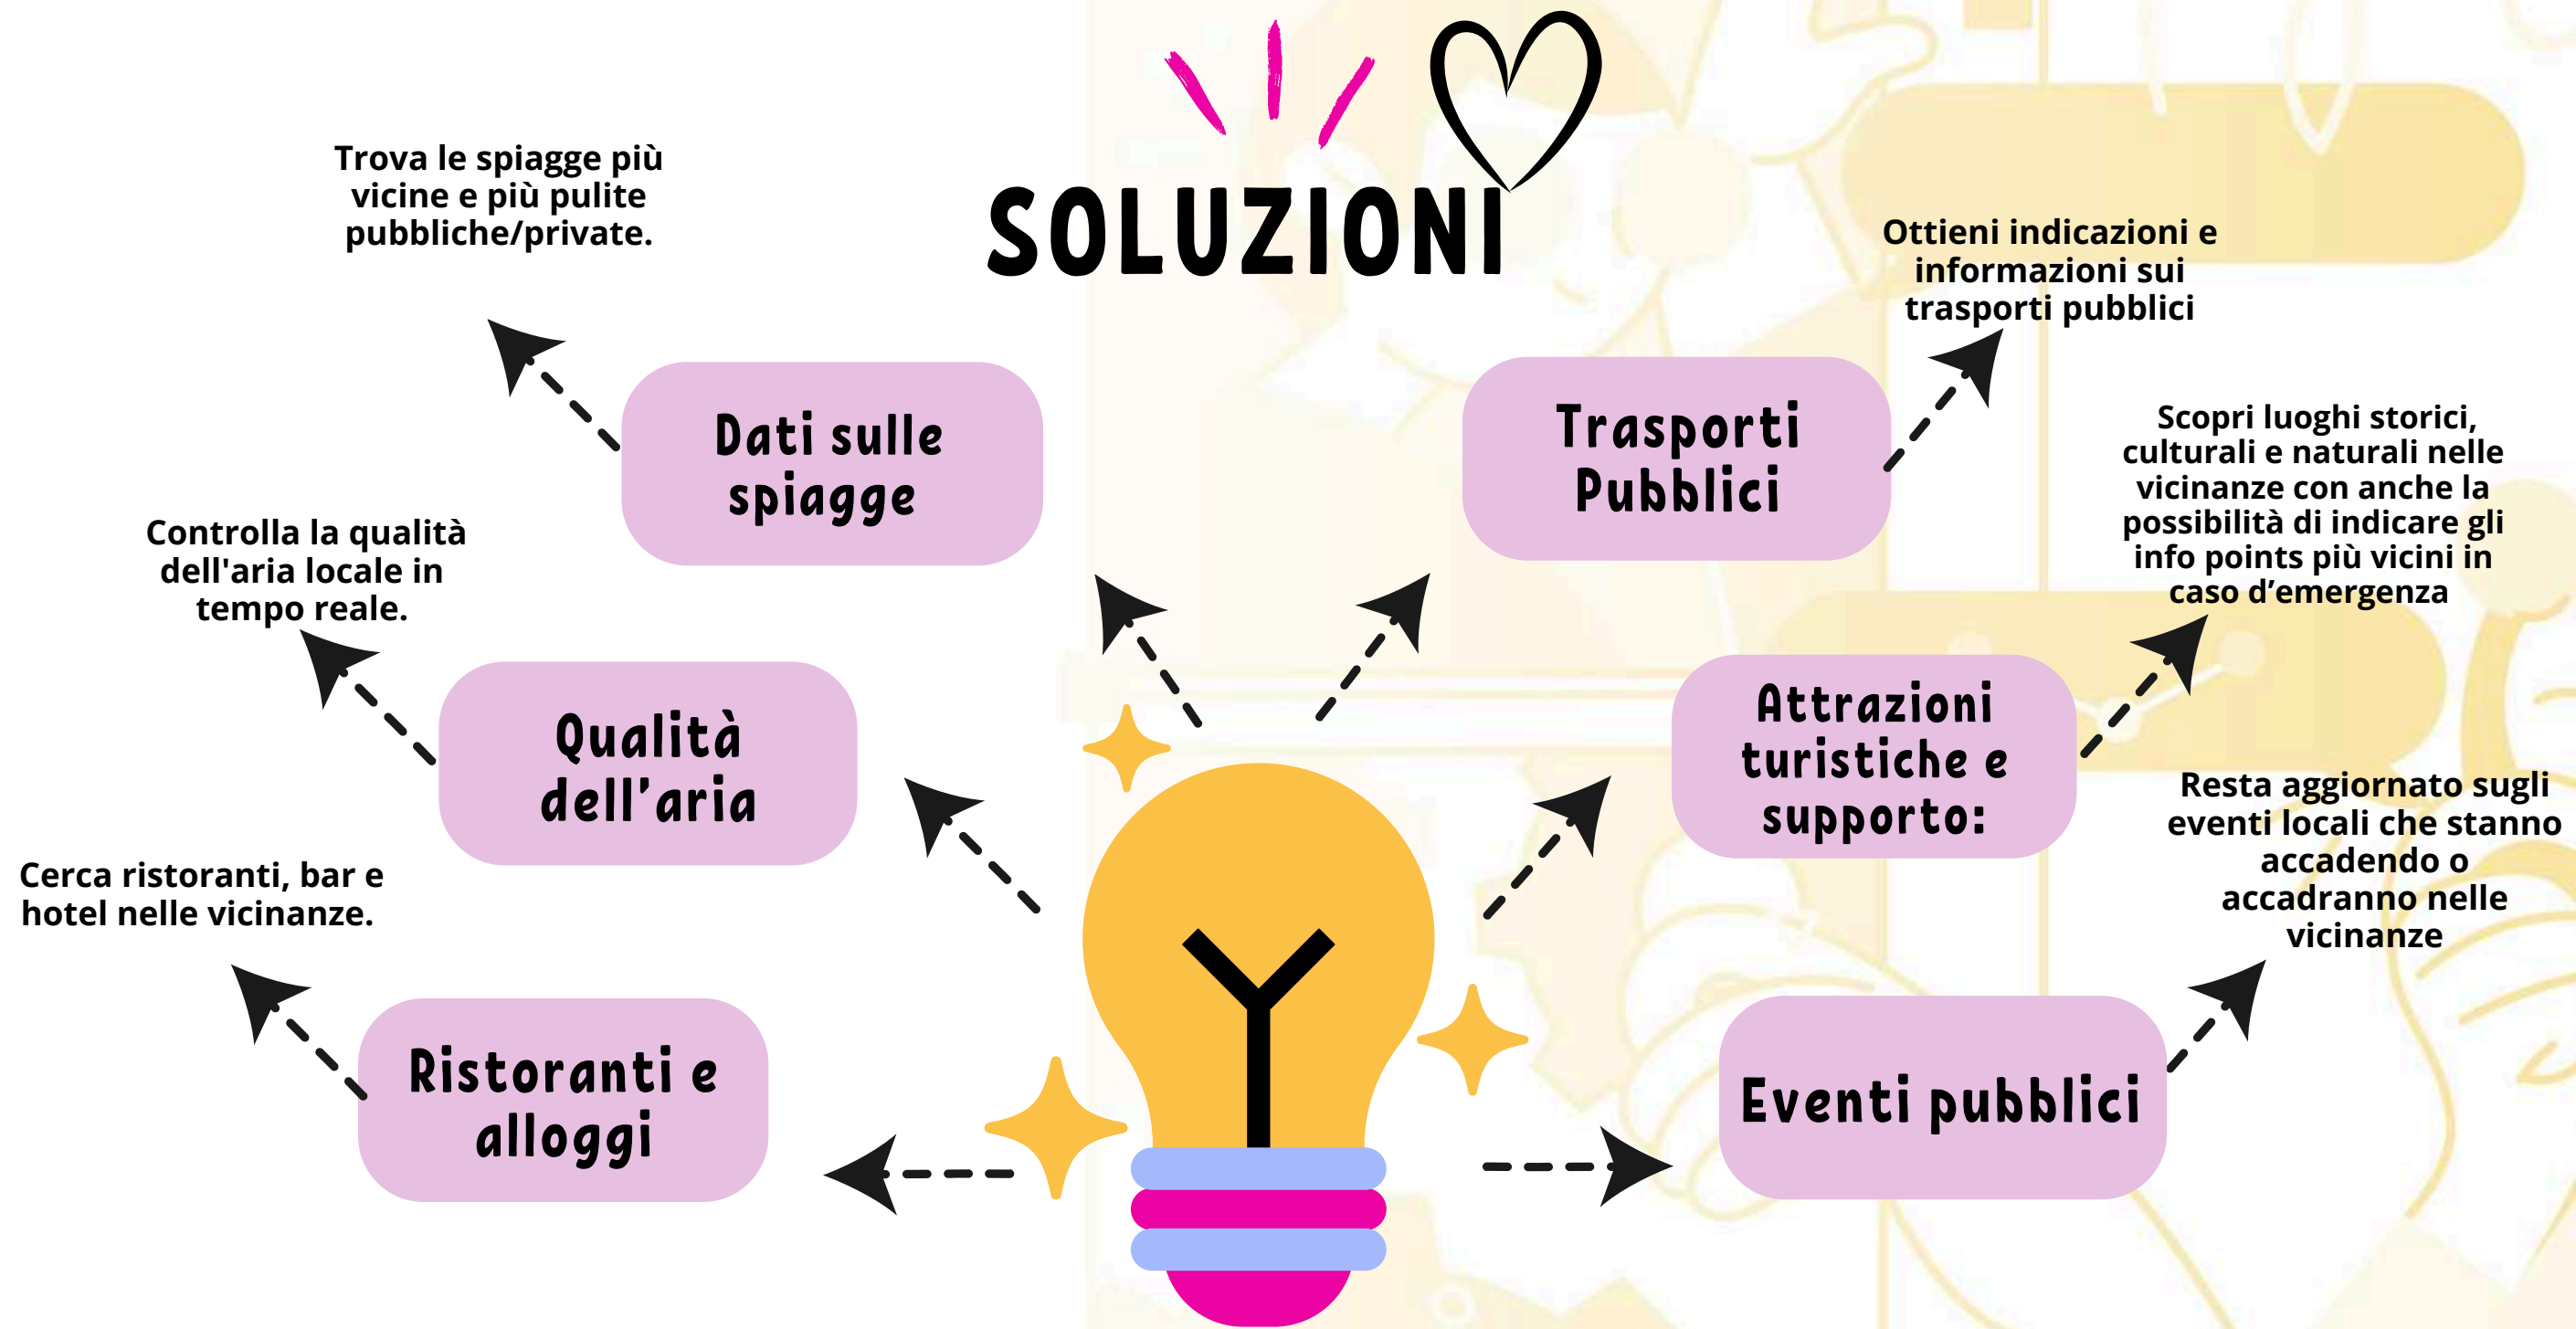 SOLUZIONI
Trova le spiagge più
vicine e più pulite
pubbliche/private.
Dati sulle
spiagge
Controlla la qualità
dell'aria locale in
tempo reale.
Qualità
dell'aria
Cerca ristoranti, bar e
hotel nelle vicinanze.
Ristoranti e
alloggi
Ottieni indicazioni e
informazioni sui
trasporti pubblici
Trasporti
Pubblici
Scopri luoghi storici,
culturali e naturali nelle
vicinanze con anche la
possibilità di indicare gli
info points più vicini in
caso d’emergenza
Attrazioni
turistiche e
supporto:
Resta aggiornato sugli
eventi locali che stanno
accadendo o
accadranno nelle
vicinanze
Eventi pubblici